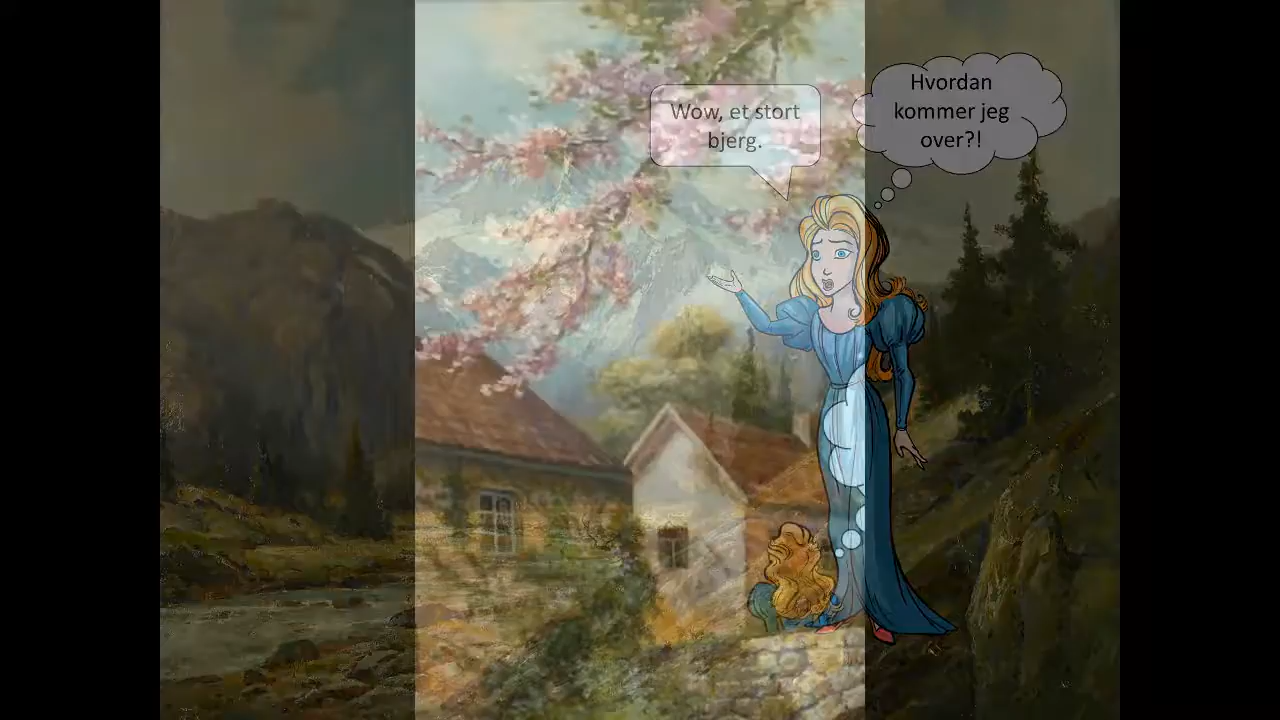 Wow, et stort
bjerg.
Hvordan
kommer jeg
over?!